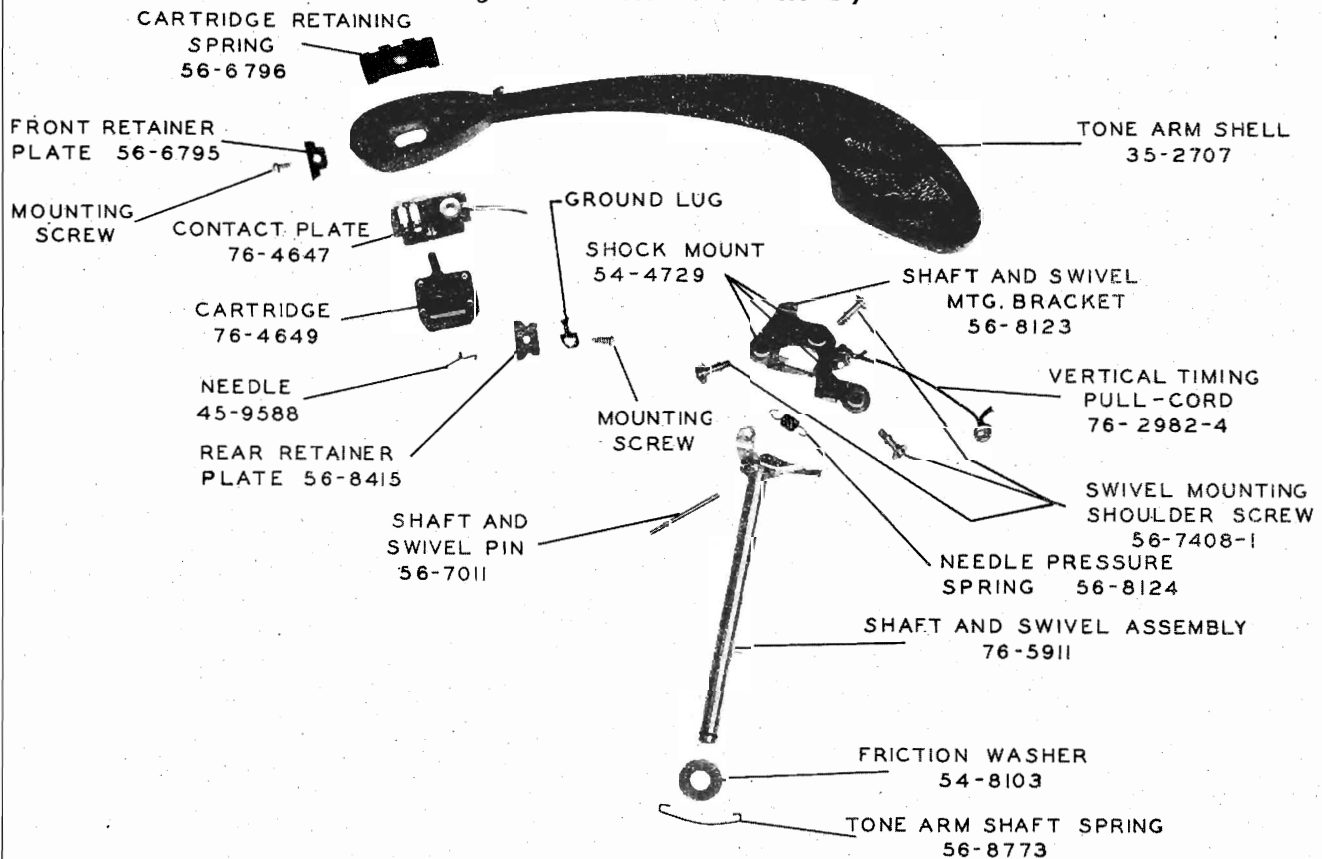 CARTRIDGE RETAINING
SPRING
56-6796
FRONT RETAINER
PLATE 56-6795
MOUNTING
SCREW
CONTACT PLATE
76-4647
CARTRIDGE
76-4649
NEEDLE
45-9588
REAR RETAINER
PLATE 56-8415
GROUND LUG
MOUNTING
SCREW
SHOCK MOUNT
54-4729
TONE ARM SHELL
35-2707
SHAFT AND SWIVEL
MTG. BRACKET
56-8123
VERTICAL TIMING
PULL-CORD
76-2982-4
SWIVEL MOUNTING
SHOULDER SCREW
56-7408-1
SHAFT AND
SWIVEL PIN
56-7011
NEEDLE PRESSURE
SPRING 56-8124
SHAFT AND SWIVEL ASSEMBLY
76-5911
FRICTION WASHER
54-8103
TONE ARM SHAFT SPRING
56-8773